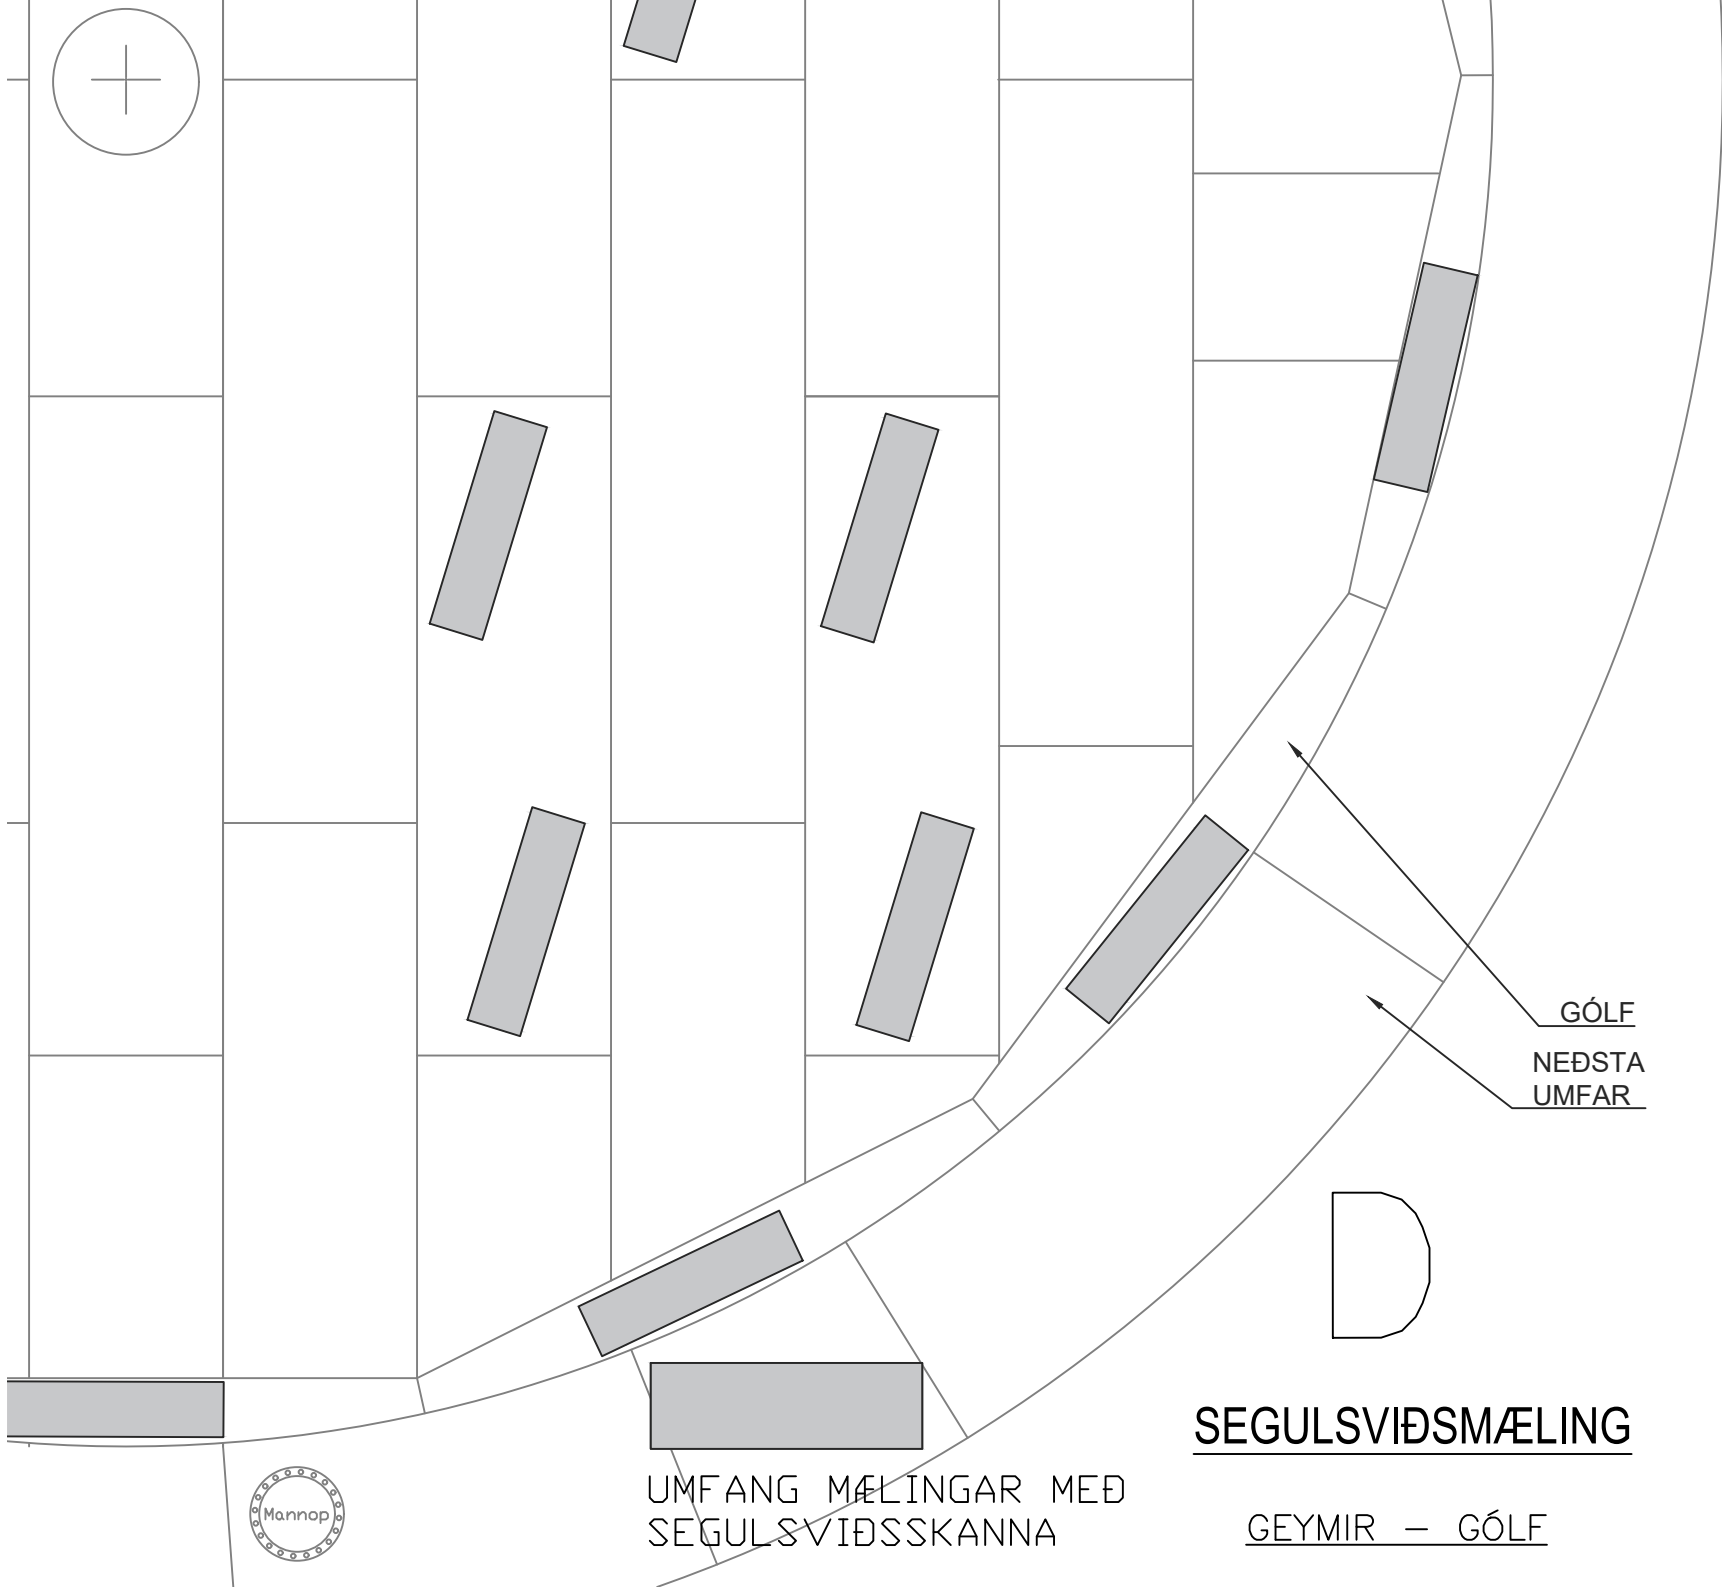 GÓLF
NEÐSTA
UMFAR
SEGULSVIÐSMÆLING
Mannop
UMFANG MÆLINGAR MEÐ
SEGULSVIÐSSKANNA
GEYMIR – GÓLF